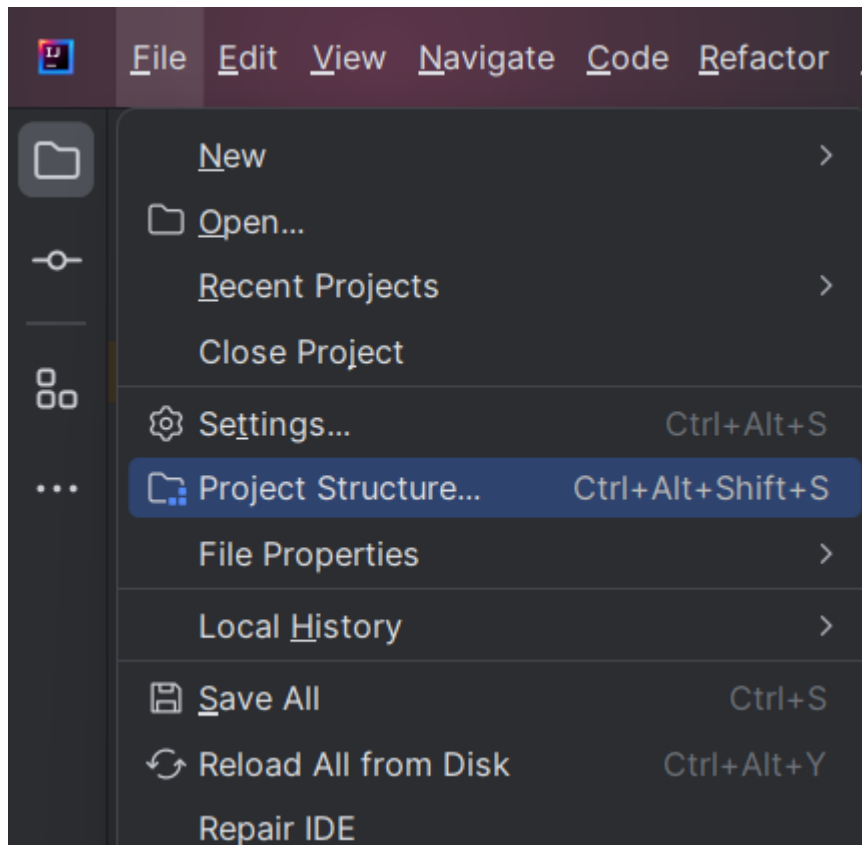 IJ File Edit View Navigate Code Refactor
New
Open...
Recent Projects
Close Project
Settings... Ctrl+Alt+S
Project Structure... Ctrl+Alt+Shift+S
File Properties
Local History
Save All Ctrl+S
Reload All from Disk Ctrl+Alt+Y
Repair IDE